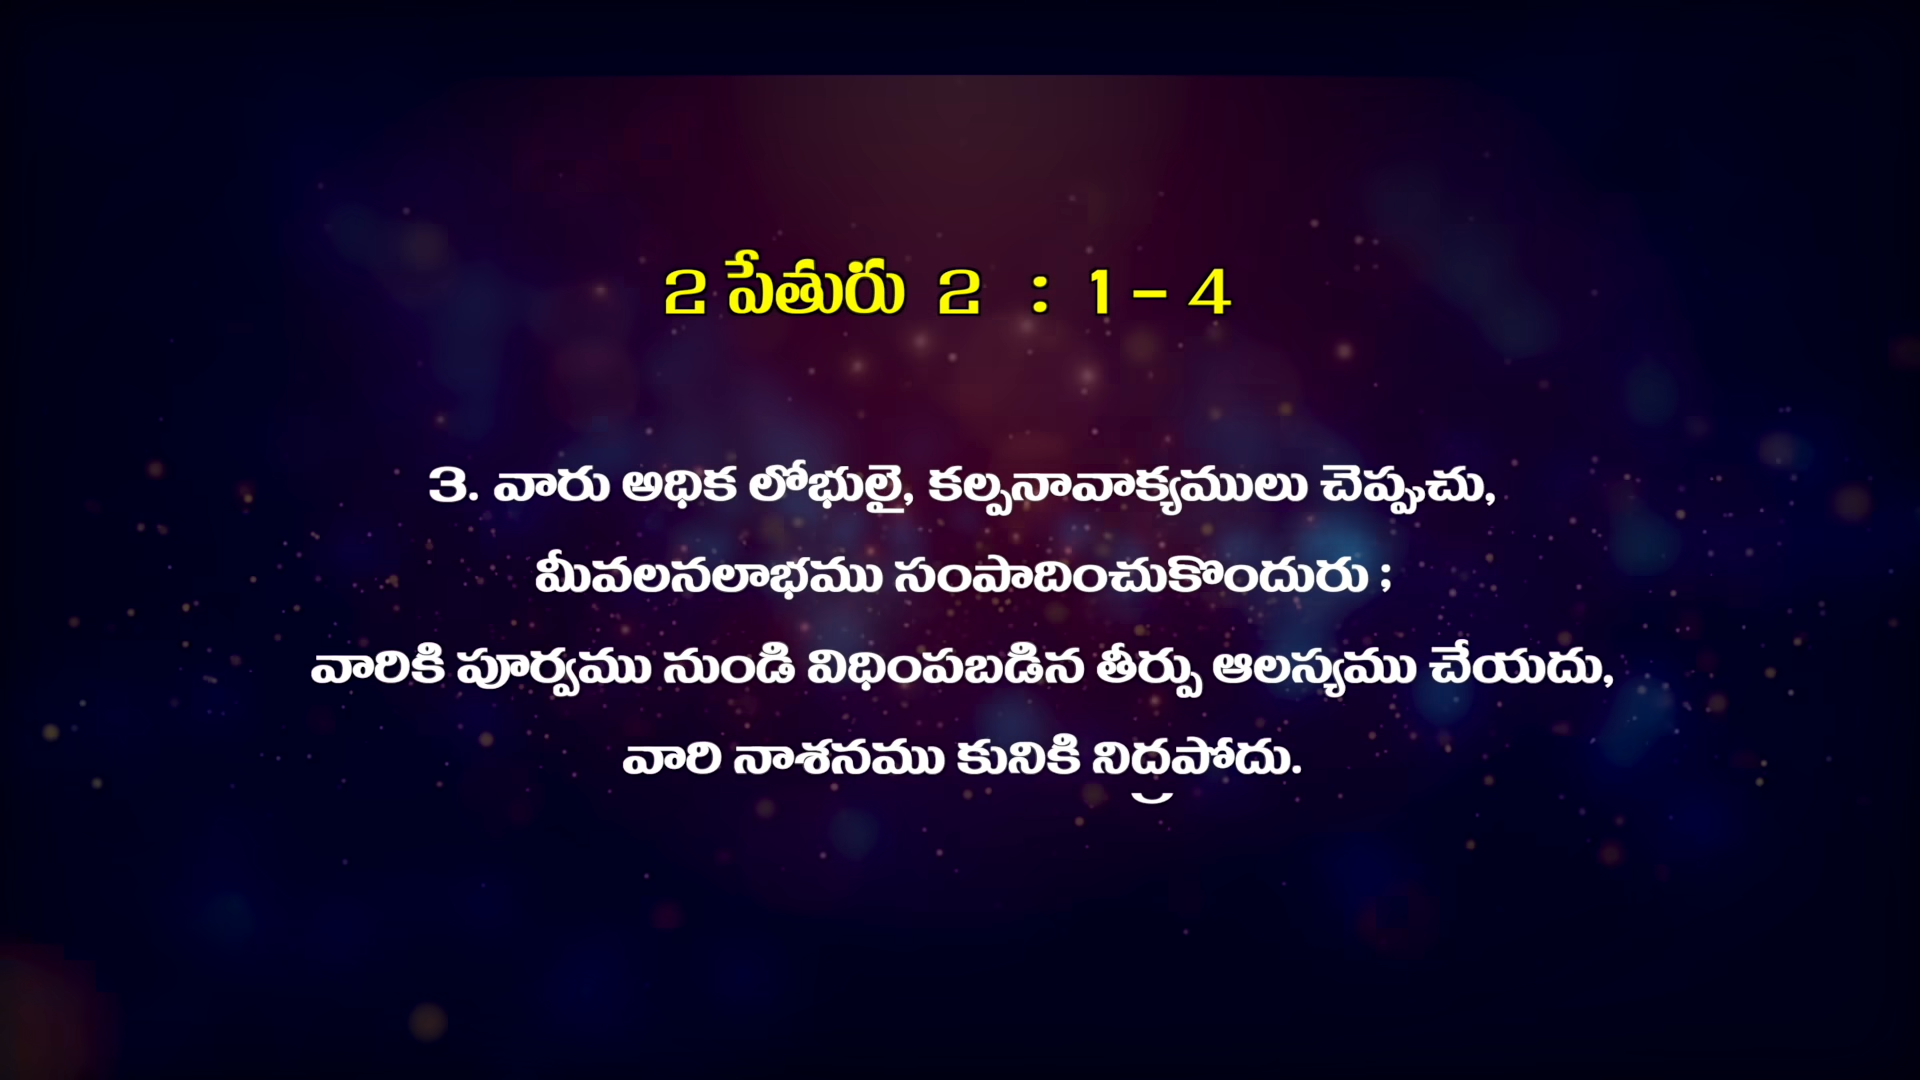 2 పేతురు 2 : 1 - 4
3. వారు అధిక లోభులై, కల్పనావాక్యములు చెప్పుచు,
మీవలనలాభము సంపాదించుకొందురు ;
వారికి పూర్వము నుండి విధింపబడిన తీర్పు ఆలస్యము చేయదు,
వారి నాశనము కునికి నిద్రపోదు.